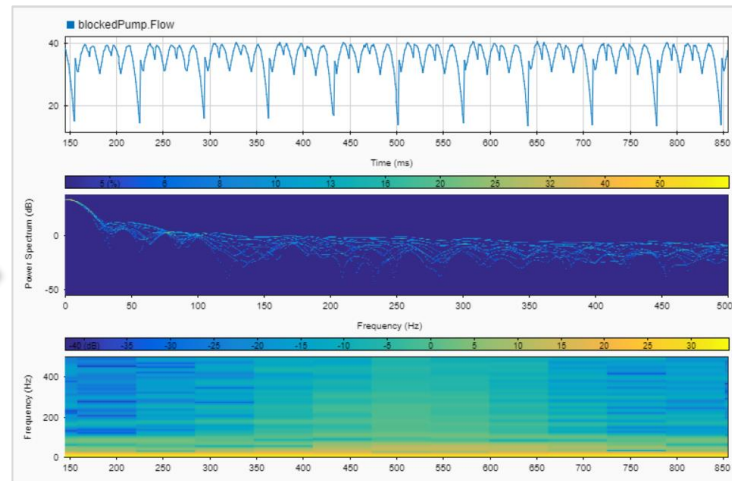 blockedPump.Flow
40
20
150 200 250 300 350 400 450 500 550 600 650 700 750 800 850
Time (ms)
5 (%) 6 8 10 13 16 20 25 32 40 50
Power Spectrum (dB)
0
-50
0 50 100 150 200 250 300 350 400 450 500
Frequency (Hz)
-40 (dB) -35 -30 -25 -20 -15 -10 -5 0 5 10 15 20 25 30
Frequency (Hz)
400
200
0
150 200 250 300 350 400 450 500 550 600 650 700 750 800 850